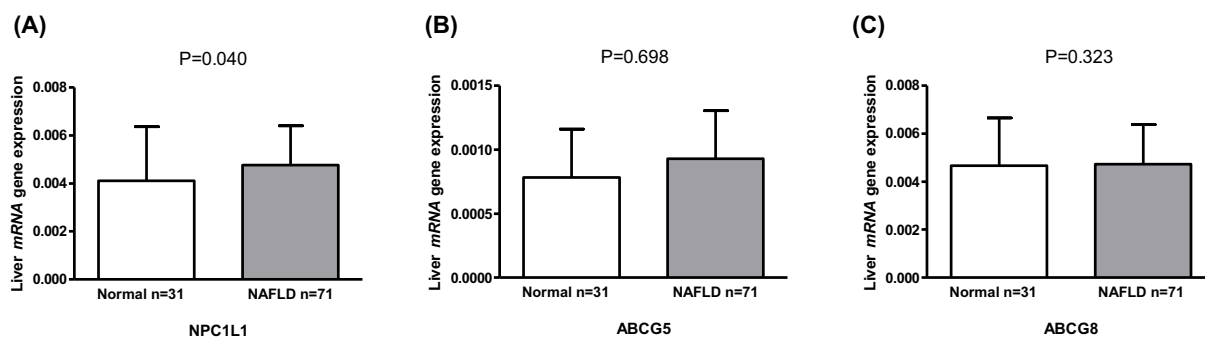 (A)
P=0.040
Liver mRNA gene expression
0.008
0.006
0.004
0.002
0.000
Normal n=31 NAFLD n=71
NPC1L1
(B)
P=0.698
Liver mRNA gene expression
0.0015
0.0010
0.0005
0.0000
Normal n=31 NAFLD n=71
ABCG5
(C)
P=0.323
Liver mRNA gene expression
0.008
0.006
0.004
0.002
0.000
Normal n=31 NAFLD n=71
ABCG8